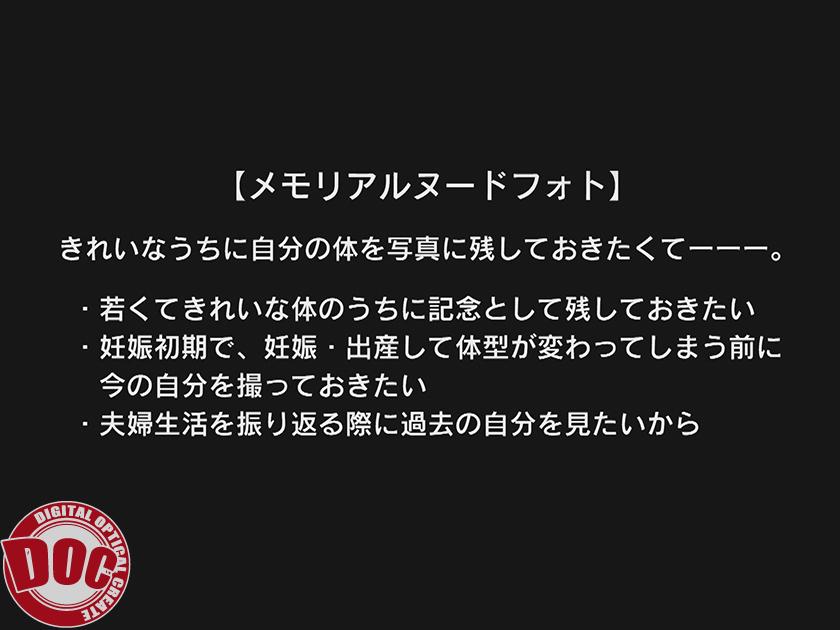 【メモリアルヌードフォト】
きれいなうちに自分の体を写真に残しておきたくてーーー。
・若くてきれいな体のうちに記念として残しておきたい
・妊娠初期で、妊娠・出産して体型が変わってしまう前に
今の自分を撮っておきたい
・夫婦生活を振り返る際に過去の自分を見たいから
DIGITAL OPTICAL CREATE
DOC